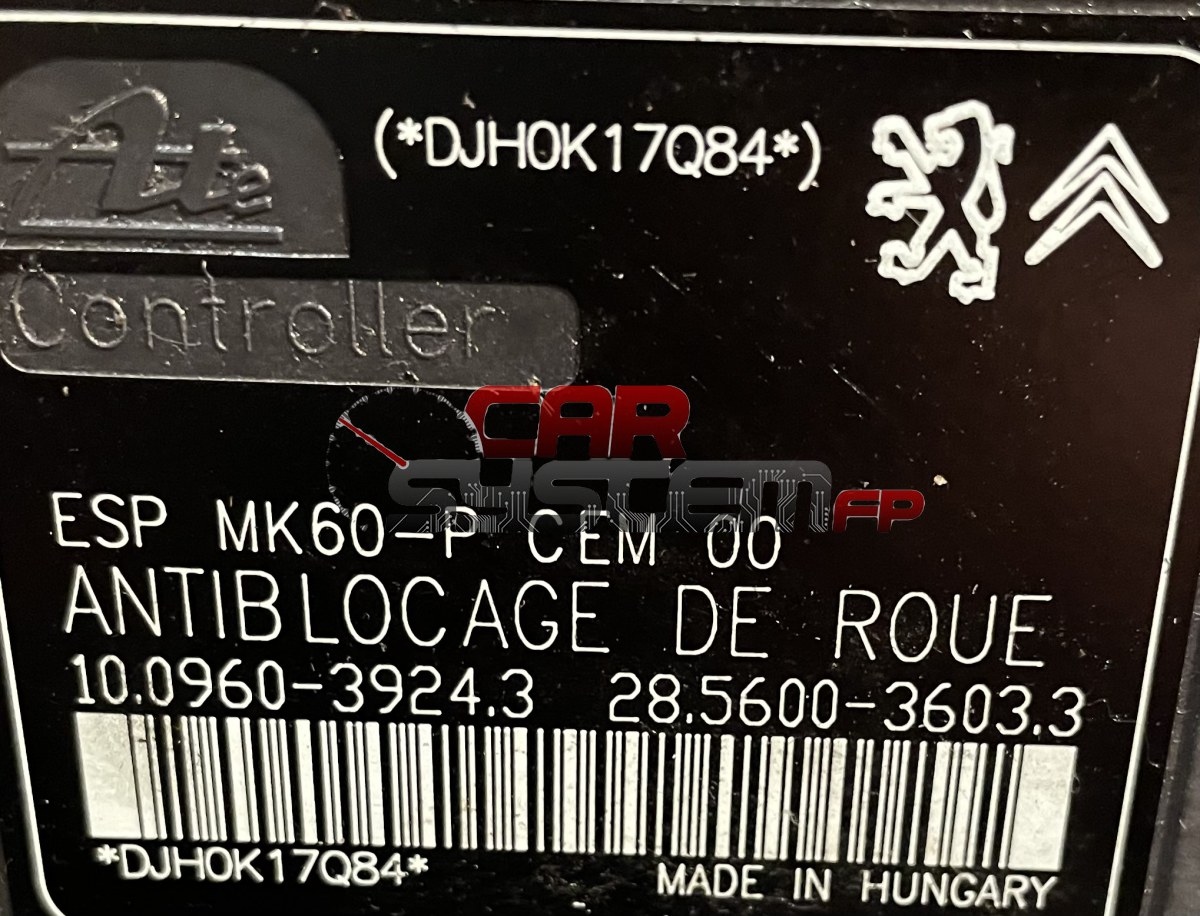 Ate
(*DJH0K17Q84*)
Controller
CAR
SYSTEM FP
ESP MK60-P CEM 00
ANTIBLOCAGE DE ROUE
10.0960-3924.3 28.5600-3603.3
*DJH0K17Q84*
MADE IN HUNGARY